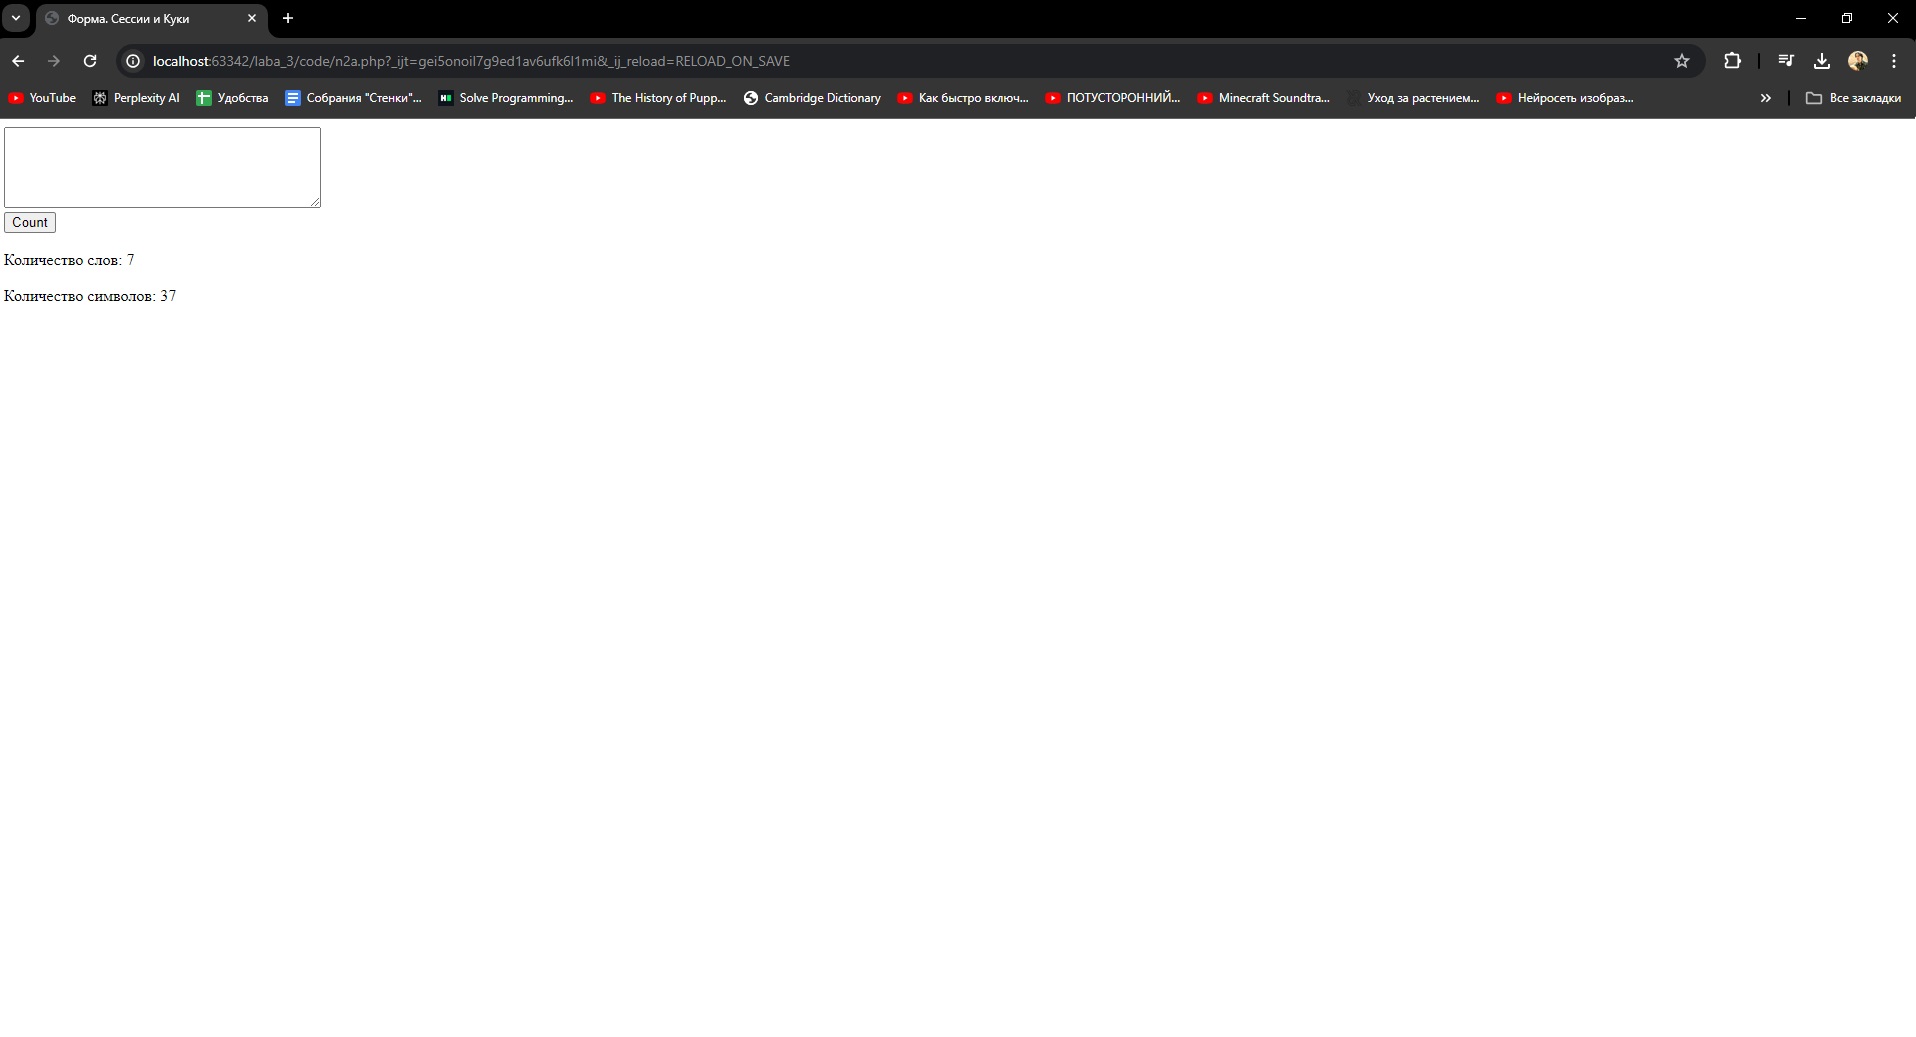 Форма. Сессии и Куки
localhost:63342/laba_3/code/n2a.php?_ijt=gei5onoil7g9ed1av6ufk6l1mi&_ij_reload=RELOAD_ON_SAVE
YouTube Perplexity AI Удобства Собрания "Стенки"... Solve Programming... The History of Pupp... Cambridge Dictionary Как быстро включ... ПОТУСТОРОННИЙ... Minecraft Soundtra... Уход за растением... Нейросеть изобраз... Все закладки
Count
Количество слов: 7
Количество символов: 37